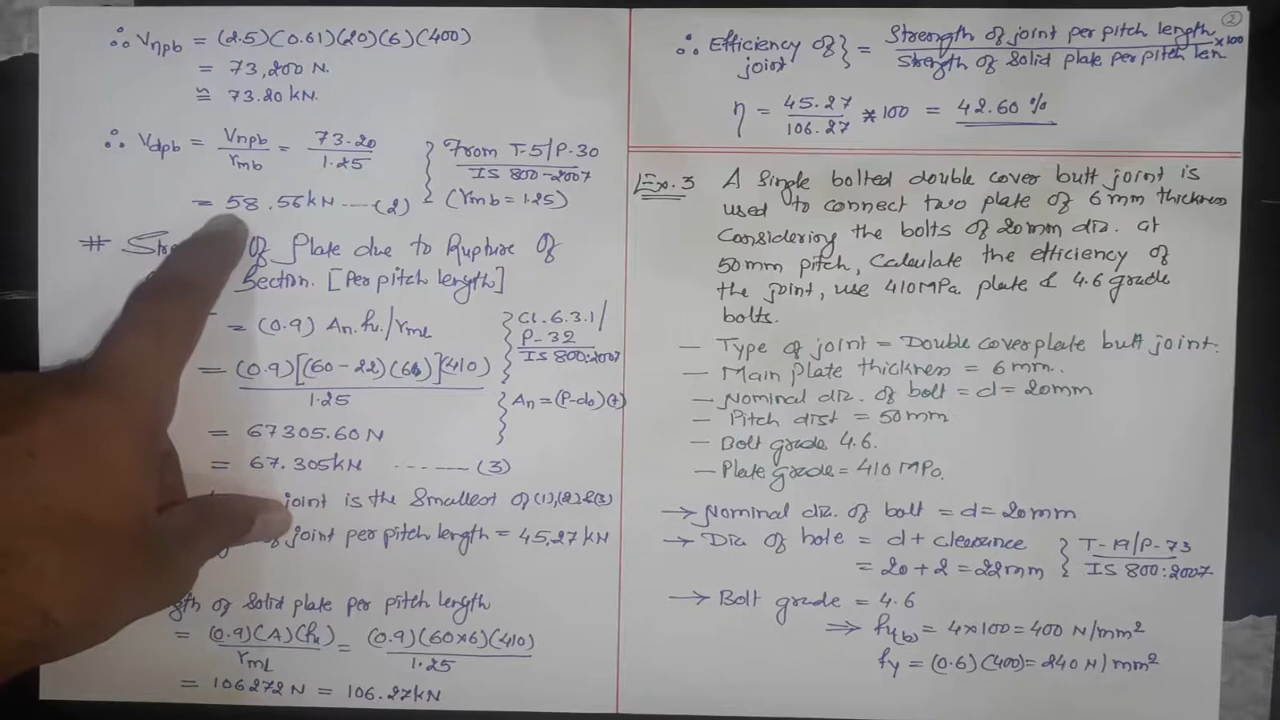 ∴ Vnpb = (2.5)(0.61)(20)(6)(400)
= 73,200 N.
≅ 73.20 kN.
∴ Vdpb = Vnpb / γmb = 73.20 / 1.25
= 58.56 kN ---- (2)
} From T-5/P-30
IS 800-2007
(γmb = 1.25)
# of Plate due to Rupture of
Section. [Per pitch length]
= (0.9) An.fu./γml
= (0.9)[(60-22)(6)](410) / 1.25
= 67305.60 N
= 67.305 kN ------- (3)
} Cl. 6.3.1/
P-32
IS 800:2007
} An = (P-do)(t)
joint is the Smallest of (1),(2)&(3)
of joint per pitch length = 45.27 kN
of Solid plate per pitch length
= (0.9)(A)(fu) / γml = (0.9)(60x6)(410) / 1.25
= 106272 N = 106.27 kN
2
∴ Efficiency of joint } = Strength of joint per pitch length / Strength of Solid plate per pitch len x100
η = 45.27 / 106.27 * 100 = 42.60 %
Ex. 3 A Single bolted double cover butt joint is
used to connect two plate of 6 mm thickness
Considering the bolts of 20mm dia. at
50mm pitch, Calculate the efficiency of
the joint, use 410 MPa plate & 4.6 grade
bolts.
- Type of joint = Double coverplate butt joint.
- Main Plate thickness = 6 mm.
- Nominal dia. of bolt = d = 20mm
- Pitch dist = 50mm
- Bolt grade 4.6.
- Plate grade = 410 MPa.
→ Nominal dia. of bolt = d = 20mm
→ Dia of hole = d + clearance
= 20 + 2 = 22mm
} T-19/P-73
IS 800:2007
→ Bolt grade = 4.6
⇒ fub = 4x100 = 400 N/mm²
fy = (0.6)(400) = 240 N/mm²